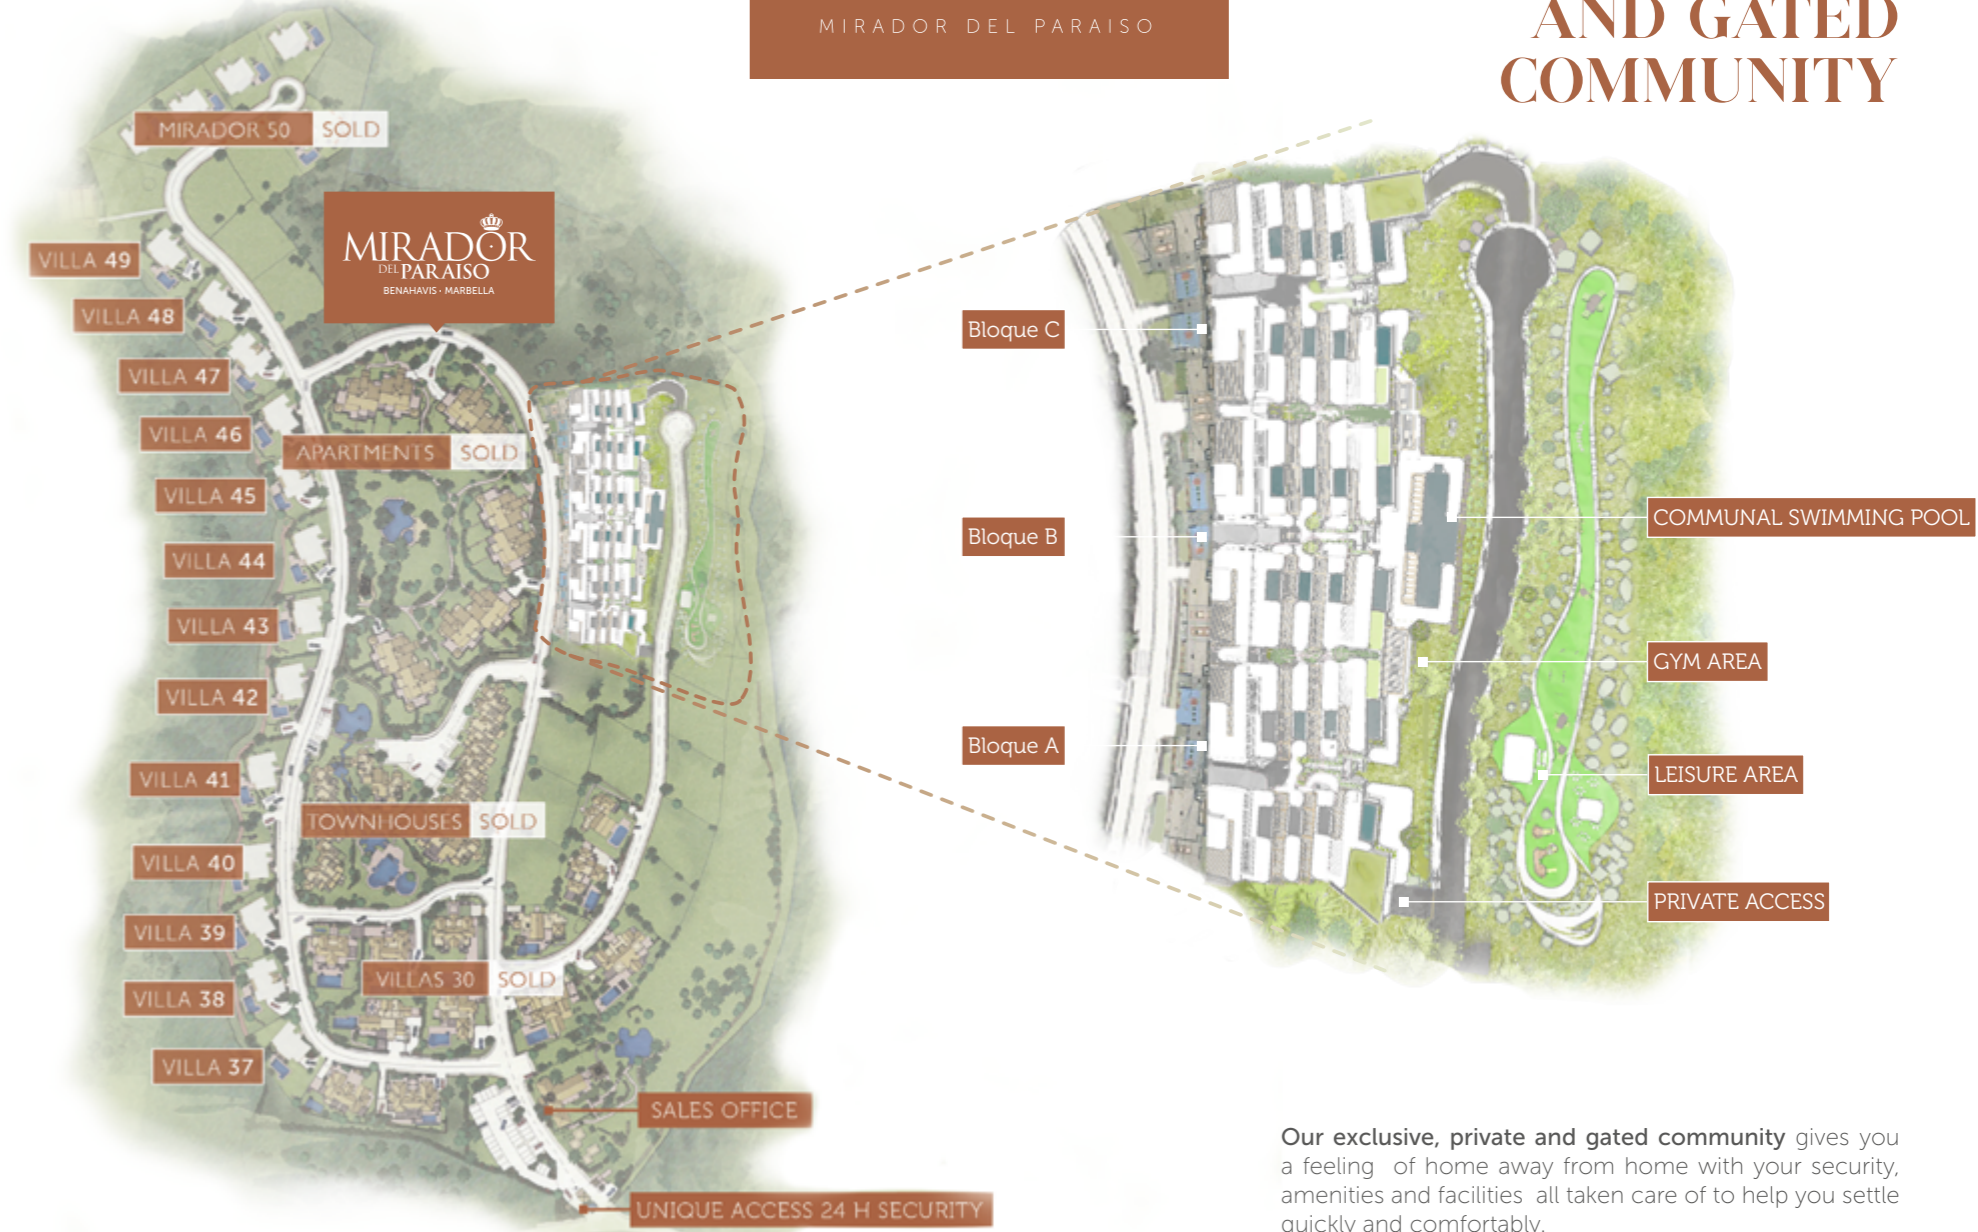 MIRADOR DEL PARAISO
AND GATED
COMMUNITY
MIRADOR 50 SOLD
MIRADOR
DEL PARAISO
BENAHAVIS · MARBELLA
VILLA 49
VILLA 48
VILLA 47
VILLA 46
APARTMENTS SOLD
VILLA 45
VILLA 44
VILLA 43
VILLA 42
VILLA 41
TOWNHOUSES SOLD
VILLA 40
VILLA 39
VILLAS 30 SOLD
VILLA 38
VILLA 37
SALES OFFICE
UNIQUE ACCESS 24 H SECURITY
Bloque C
Bloque B
Bloque A
COMMUNAL SWIMMING POOL
GYM AREA
LEISURE AREA
PRIVATE ACCESS
Our exclusive, private and gated community gives you
a feeling of home away from home with your security,
amenities and facilities all taken care of to help you settle
quickly and comfortably.